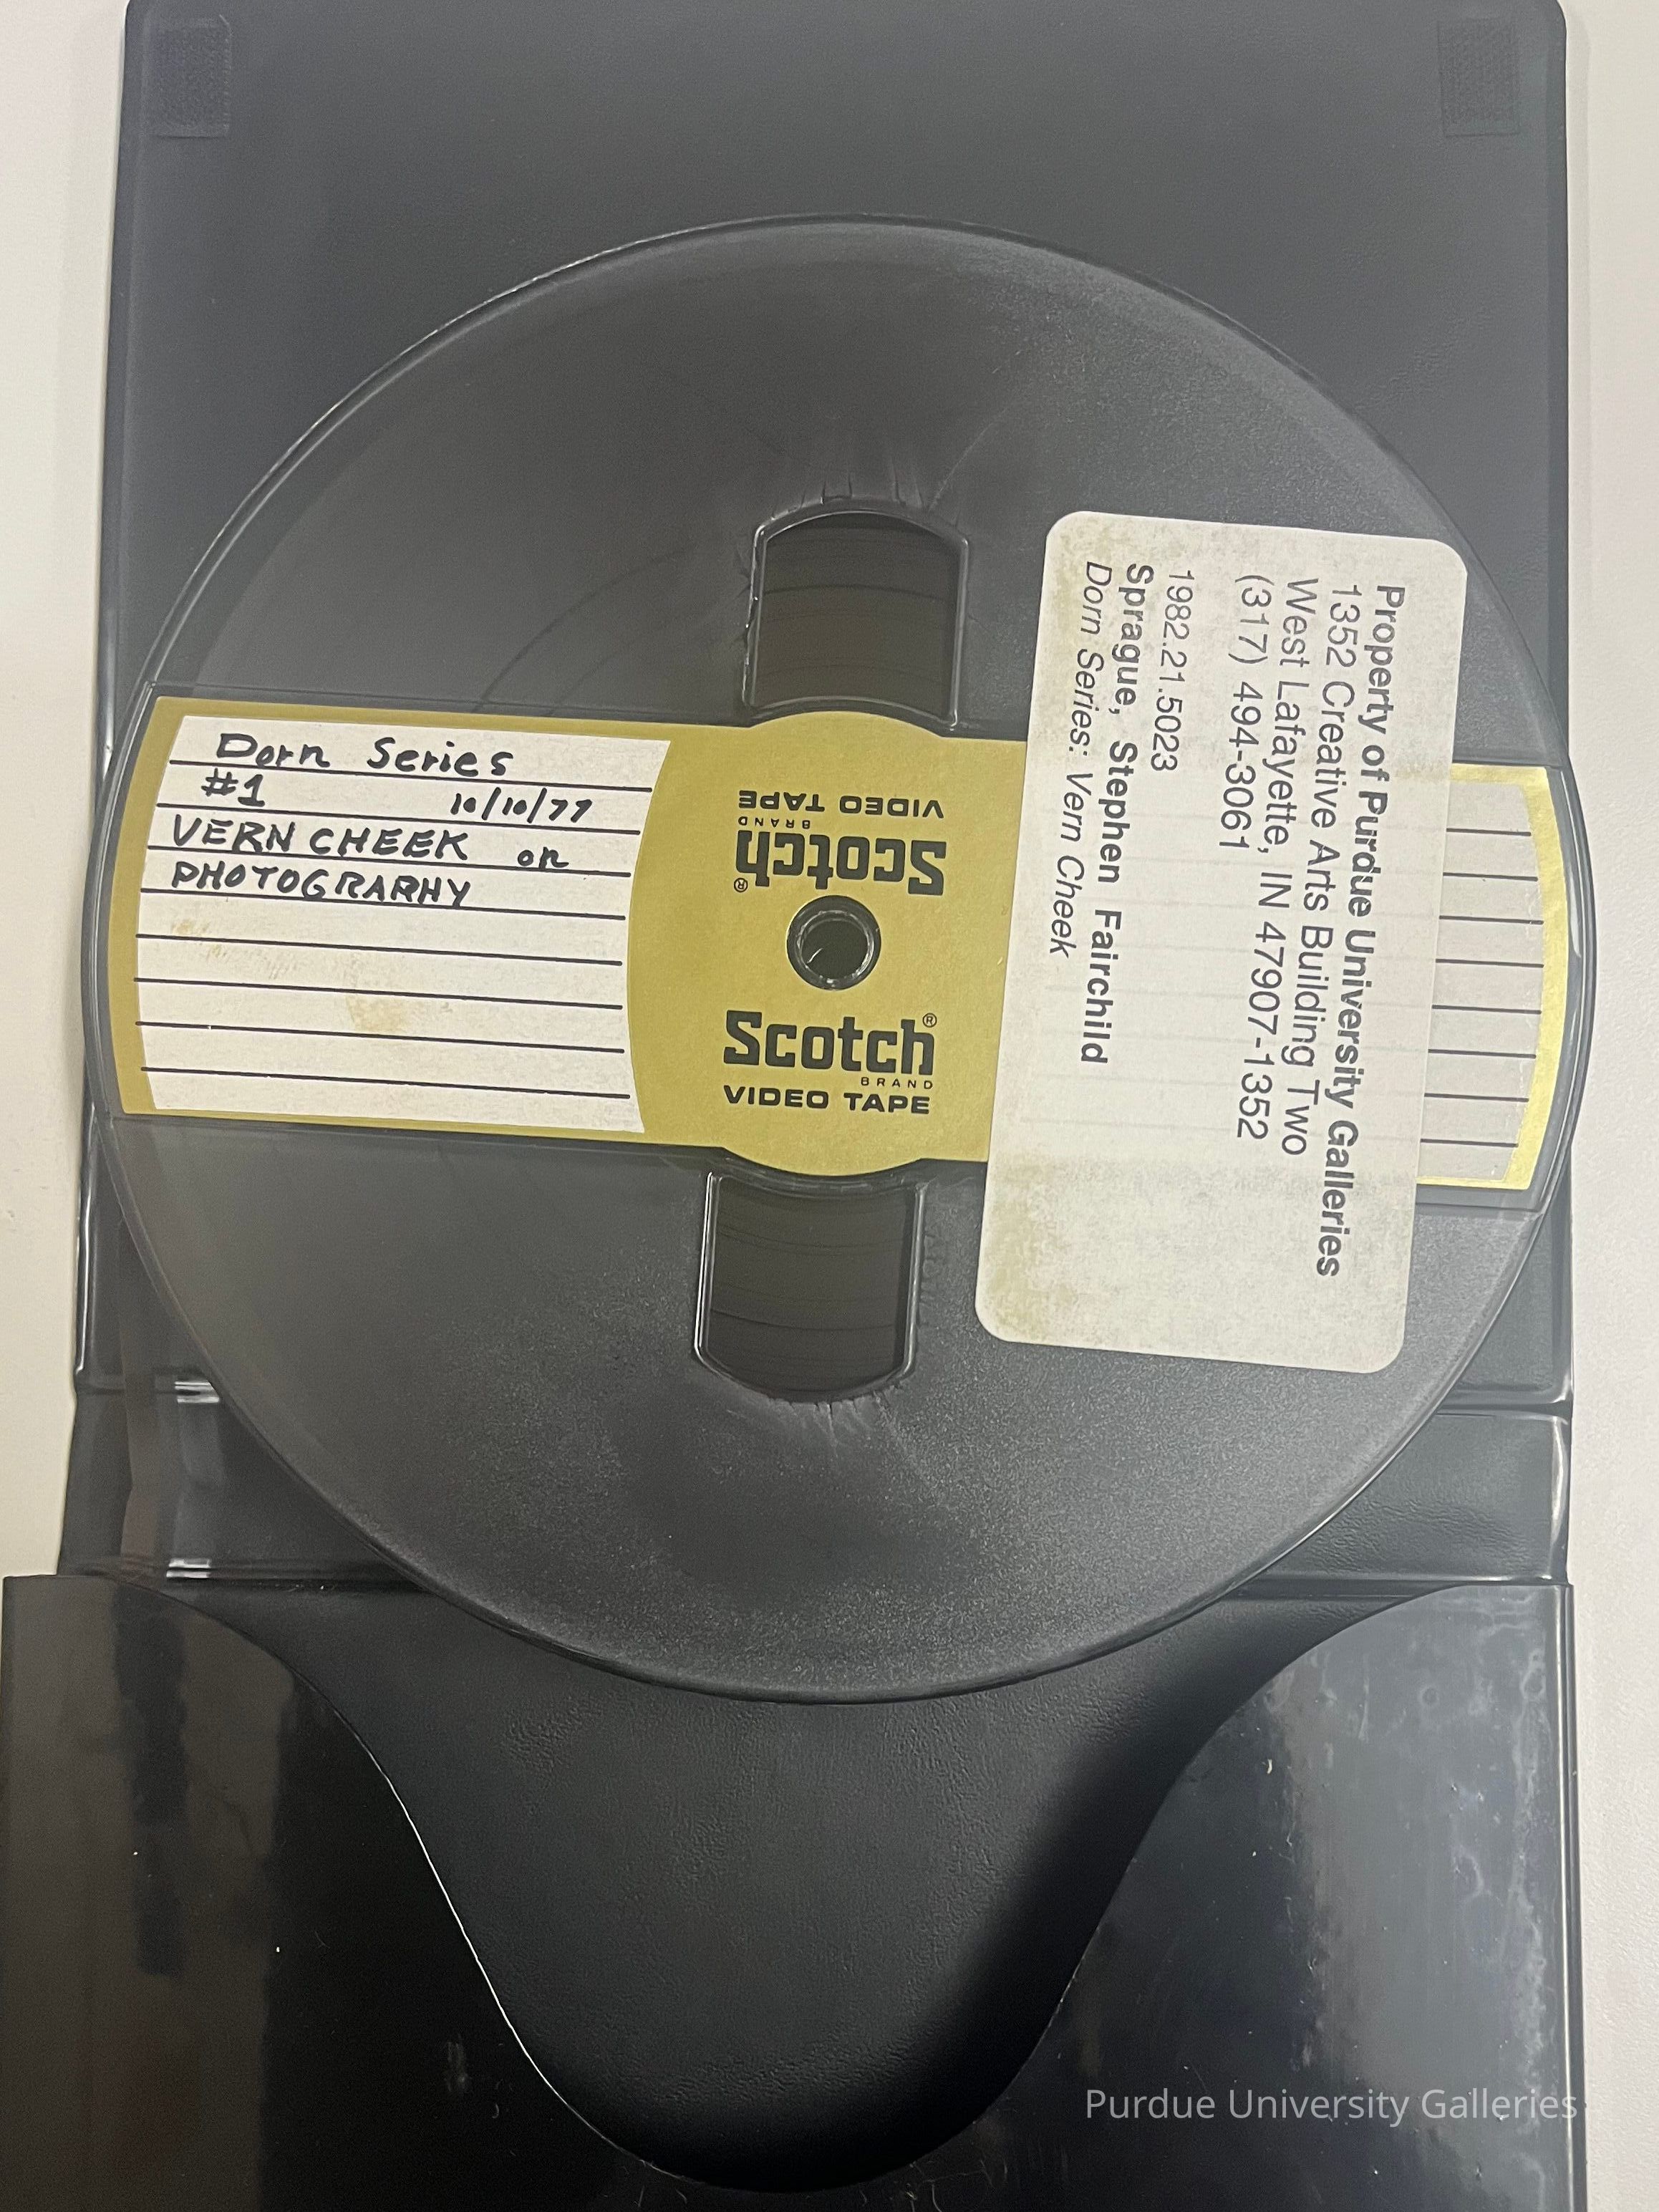 Dorn Series
#1 10/10/77
VERN CHEEK on
PHOTOGRAPHY
Scotch®
BRAND
VIDEO TAPE
Scotch®
BRAND
VIDEO TAPE
Property of Purdue University Galleries
1352 Creative Arts Building Two
West Lafayette, IN 47907-1352
(317) 494-3061
1982.21.5023
Sprague, Stephen Fairchild
Dorn Series: Vern Cheek
Purdue University Galleries